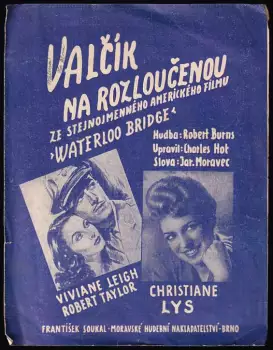 VALČÍK
NA ROZLOUČENOU
ZE STEJNOJMENNÉHO AMERICKÉHO FILMU
›WATERLOO BRIDGE‹
Hudba: Robert Burns
Upravil: Charles Hot
Slova: Jar. Moravec
VIVIANE LEIGH
ROBERT TAYLOR
CHRISTIANE
LYS
FRANTIŠEK SOUKAL - MORAVSKÉ HUDEBNÍ NAKLADATELSTVÍ - BRNO